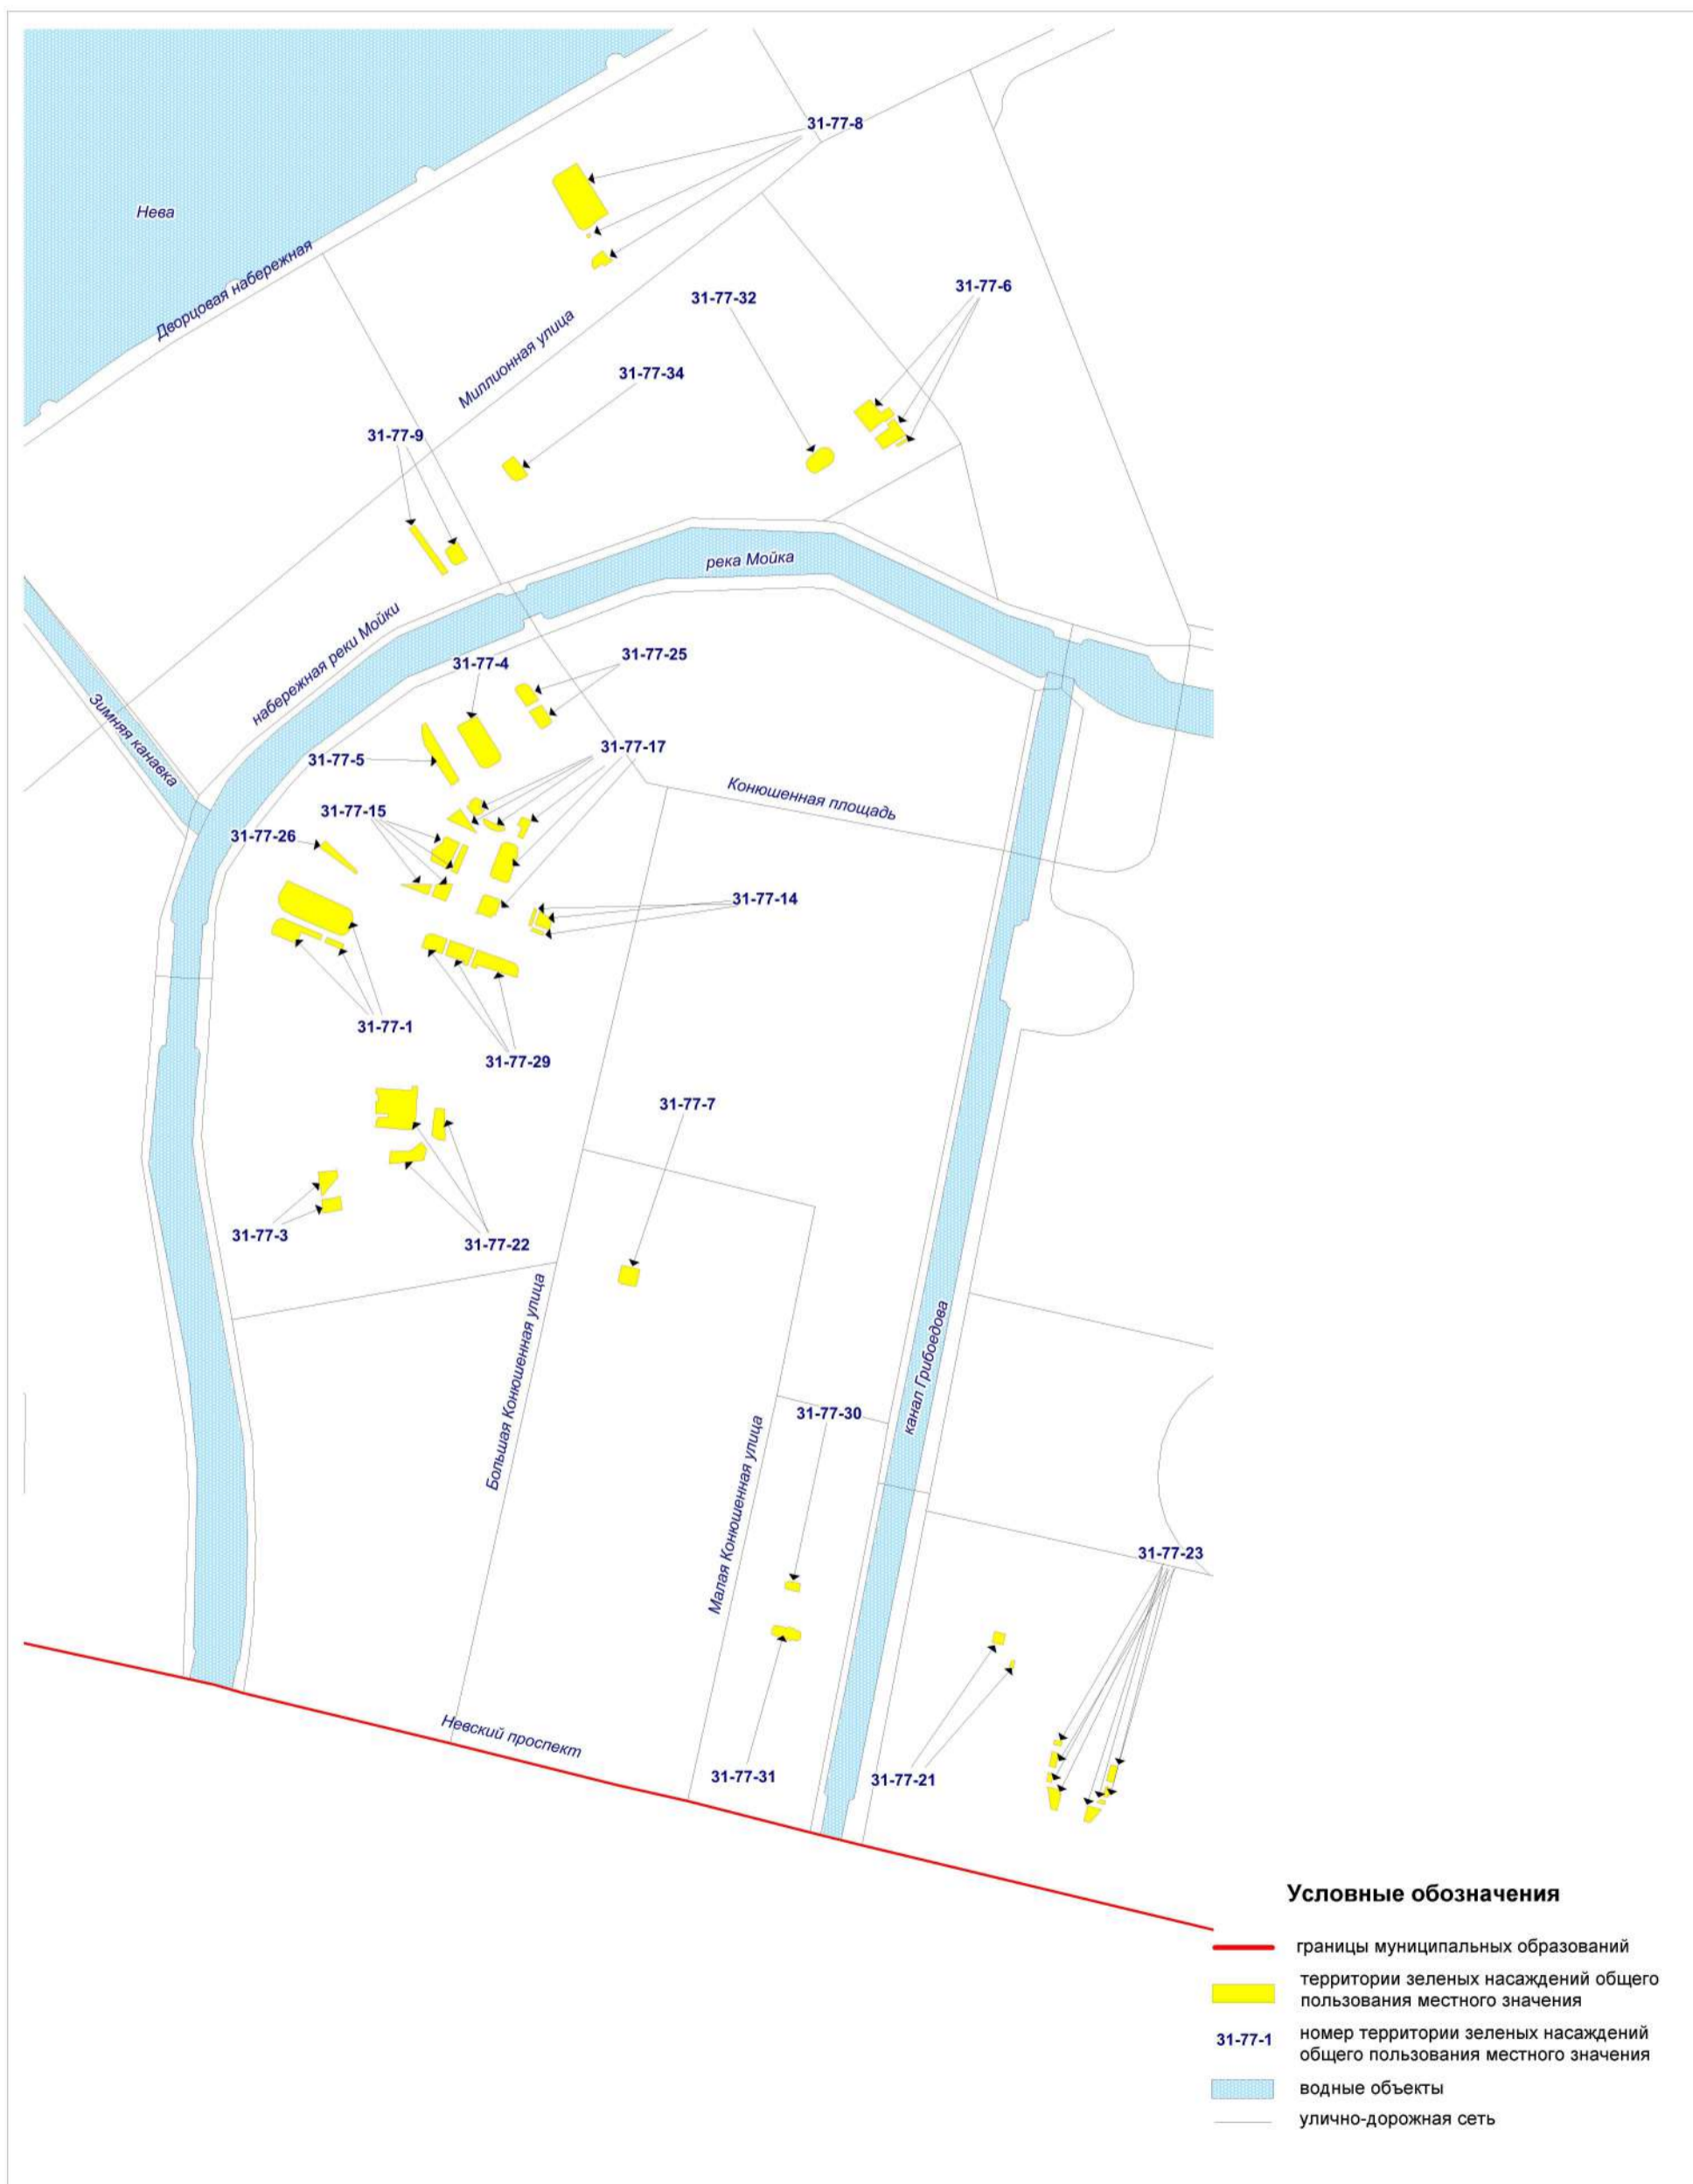 31-77-8
Нева
Дворцовая набережная
31-77-6
31-77-32
Миллионная улица
31-77-34
31-77-9
река Мойка
набережная реки Мойки
31-77-4
31-77-25
Зимняя канавка
31-77-17
31-77-5
Конюшенная площадь
31-77-15
31-77-26
31-77-14
31-77-1
31-77-29
31-77-7
31-77-3
31-77-22
Большая Конюшенная улица
канал Грибоедова
31-77-30
Малая Конюшенная улица
31-77-23
Невский проспект
31-77-31
31-77-21
Условные обозначения
границы муниципальных образований
территории зеленых насаждений общего
пользования местного значения
31-77-1
номер территории зеленых насаждений
общего пользования местного значения
водные объекты
улично-дорожная сеть